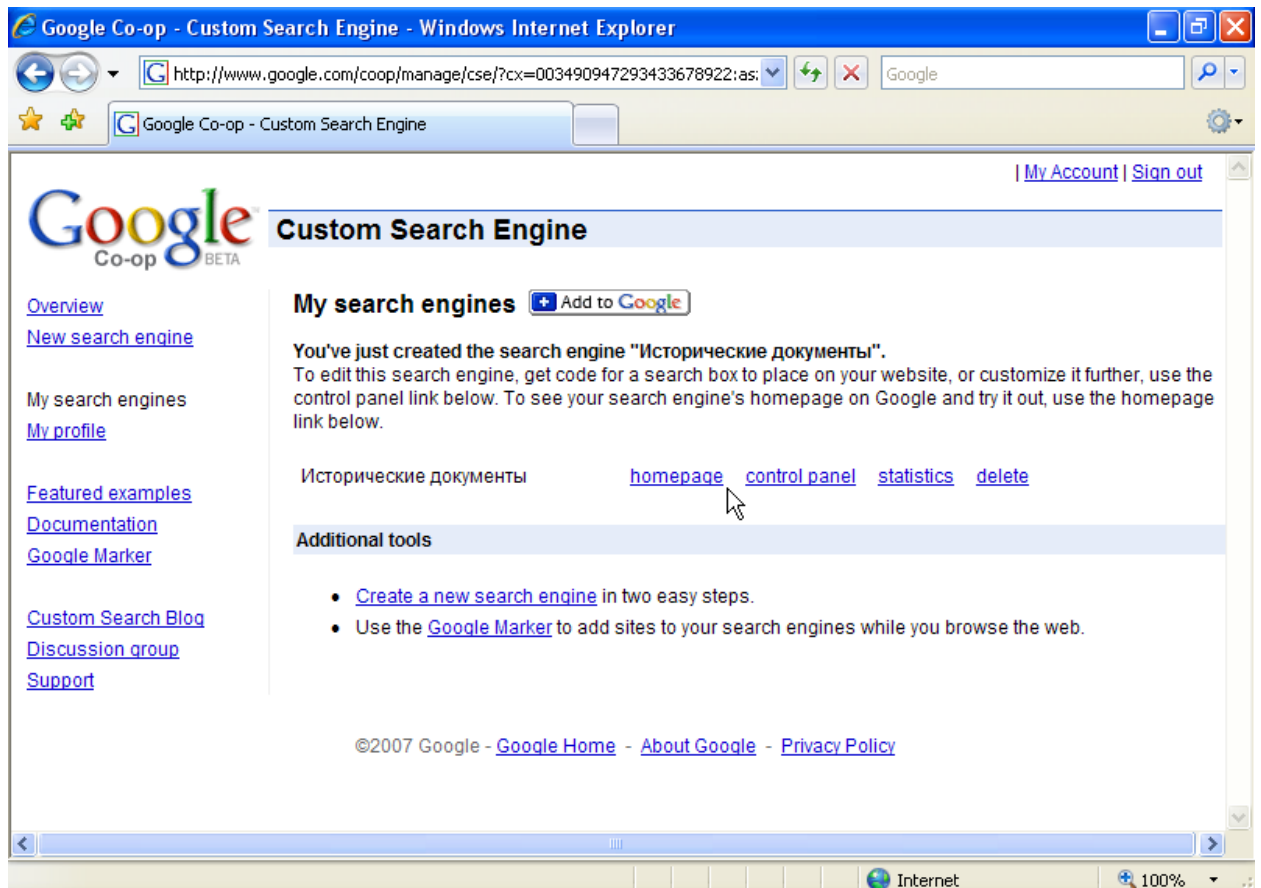 Google Co-op - Custom Search Engine - Windows Internet Explorer
http://www.google.com/coop/manage/cse/?cx=003490947293433678922:as:
Google
Google Co-op - Custom Search Engine
| My Account | Sign out
Google
Co-op BETA
Custom Search Engine
Overview
New search engine
My search engines
My profile
Featured examples
Documentation
Google Marker
Custom Search Blog
Discussion group
Support
My search engines Add to Google
You've just created the search engine "Исторические документы".
To edit this search engine, get code for a search box to place on your website, or customize it further, use the
control panel link below. To see your search engine's homepage on Google and try it out, use the homepage
link below.
Исторические документы homepage control panel statistics delete
Additional tools
• Create a new search engine in two easy steps.
• Use the Google Marker to add sites to your search engines while you browse the web.
©2007 Google - Google Home - About Google - Privacy Policy
Internet 100%